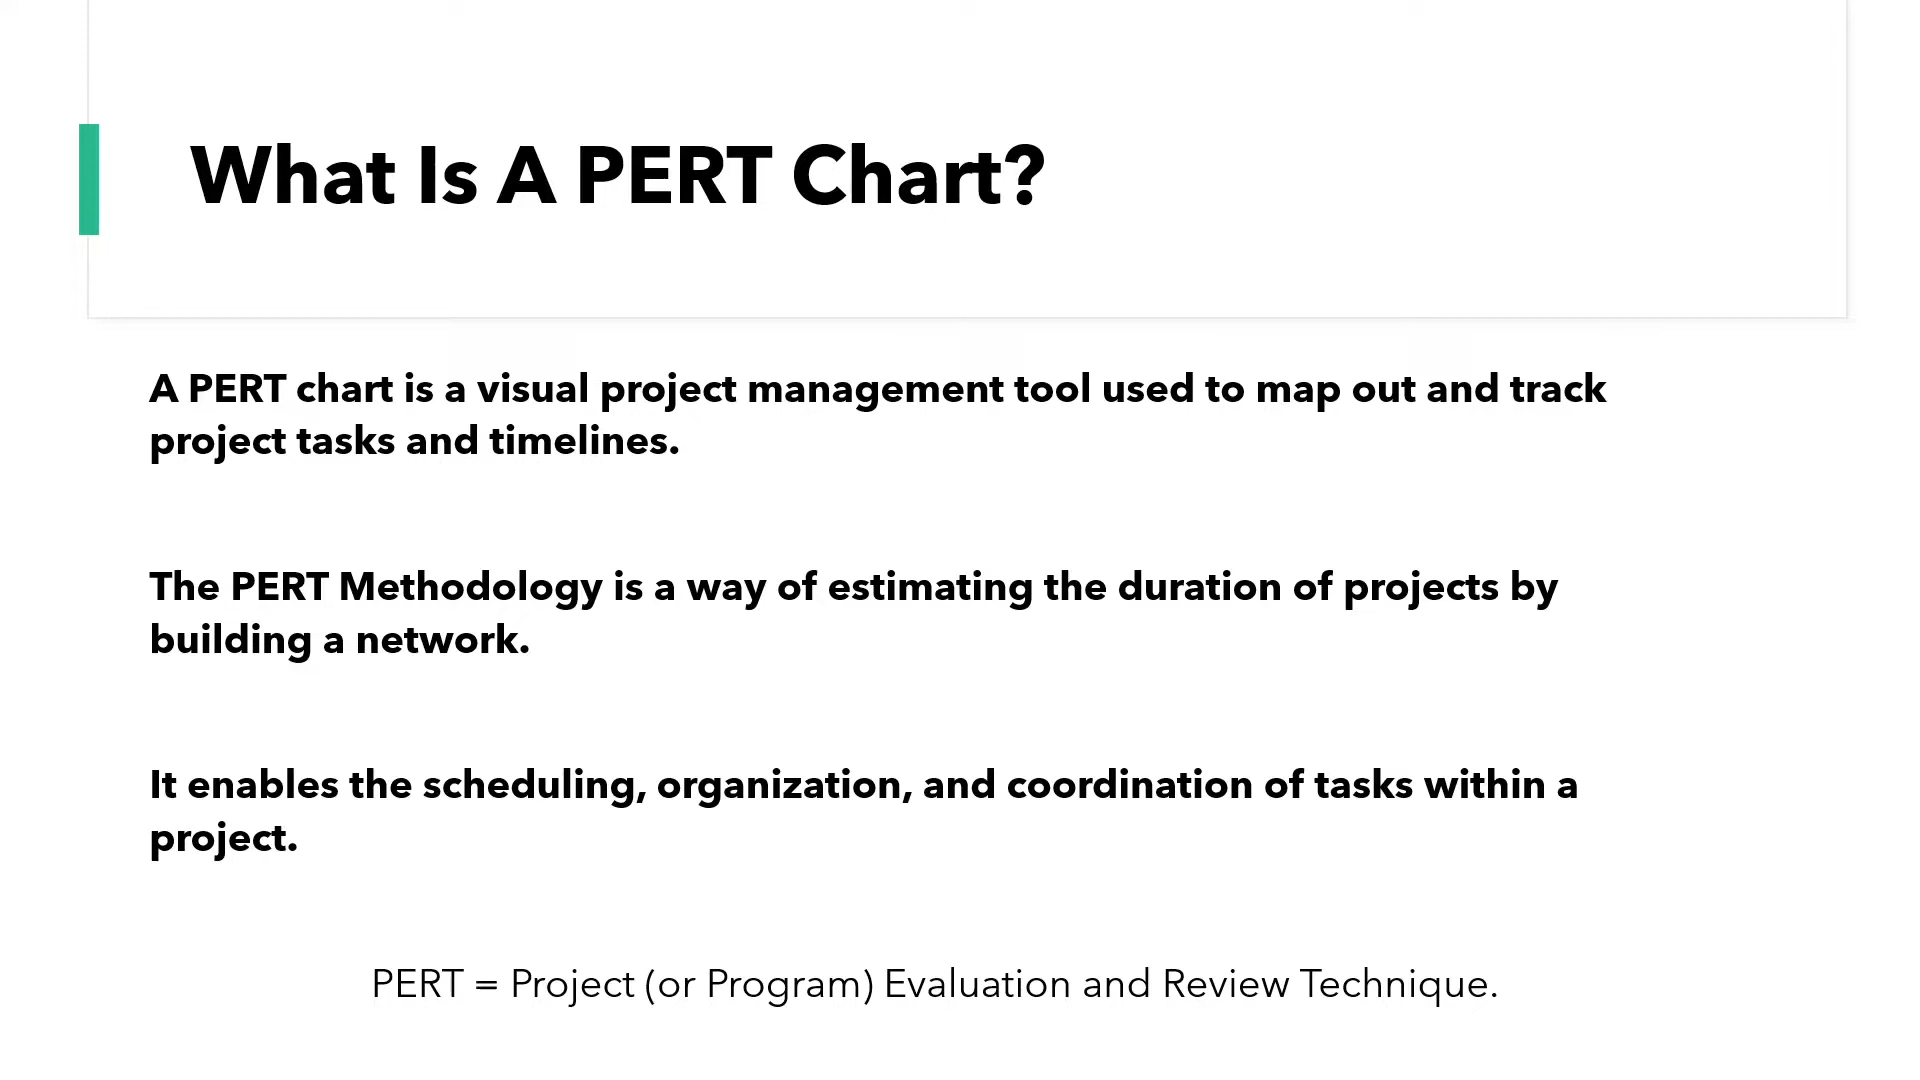 What Is A PERT Chart?
A PERT chart is a visual project management tool used to map out and track
project tasks and timelines.
The PERT Methodology is a way of estimating the duration of projects by
building a network.
It enables the scheduling, organization, and coordination of tasks within a
project.
PERT = Project (or Program) Evaluation and Review Technique.